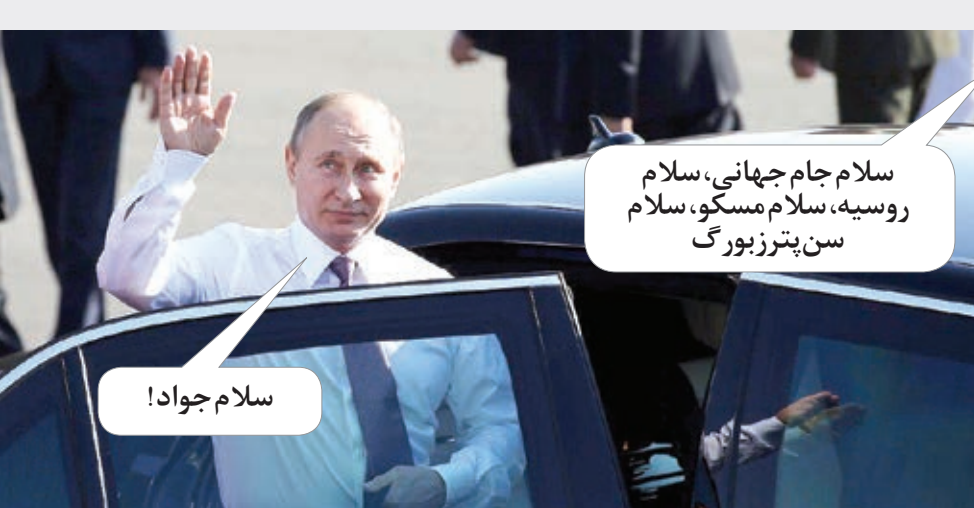 سلام جام جهانی، سلام
روسیه، سلام مسکو، سلام
سن پترزبورگ
سلام جواد!